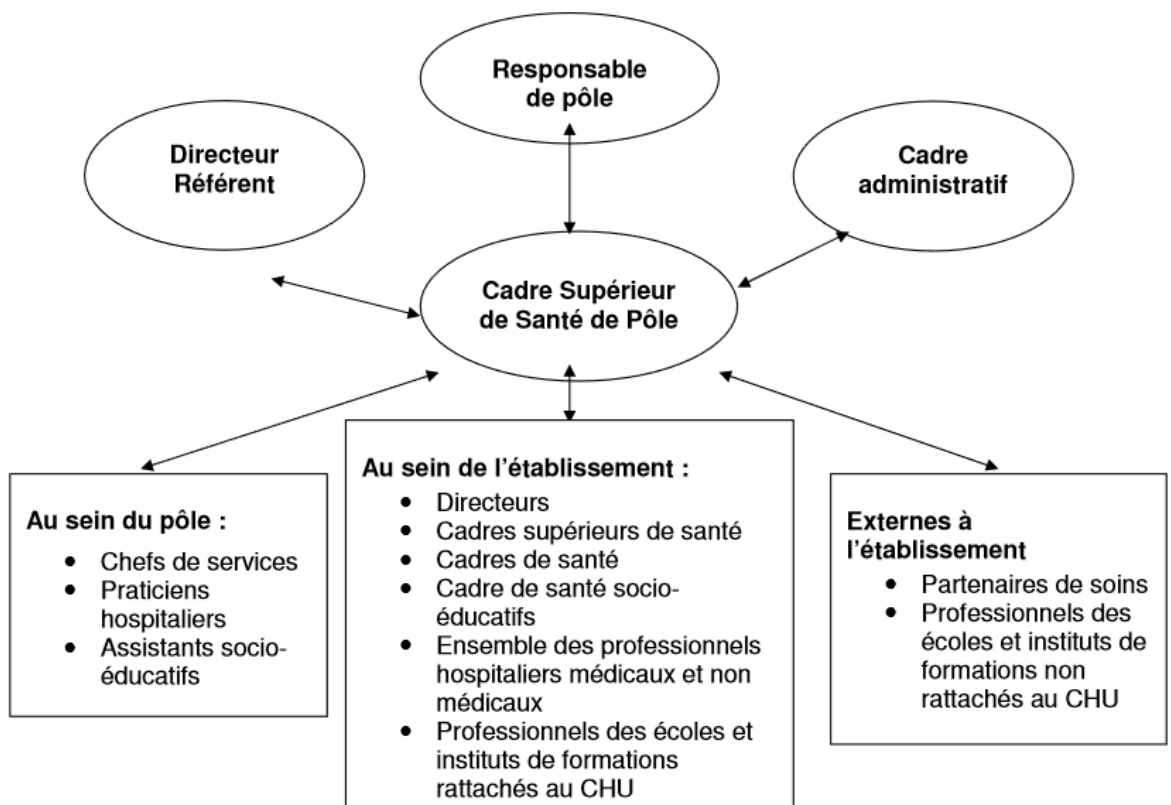 Responsable
de pôle
Directeur
Référent
Cadre
administratif
Cadre Supérieur
de Santé de Pôle
Au sein du pôle :
• Chefs de services
• Praticiens
hospitaliers
• Assistants socio-
éducatifs
Au sein de l'établissement :
• Directeurs
• Cadres supérieurs de santé
• Cadres de santé
• Cadre de santé socio-
éducatifs
• Ensemble des professionnels
hospitaliers médicaux et non
médicaux
• Professionnels des écoles et
instituts de formations
rattachés au CHU
Externes à
l'établissement
• Partenaires de soins
• Professionnels des
écoles et instituts de
formations non
rattachés au CHU